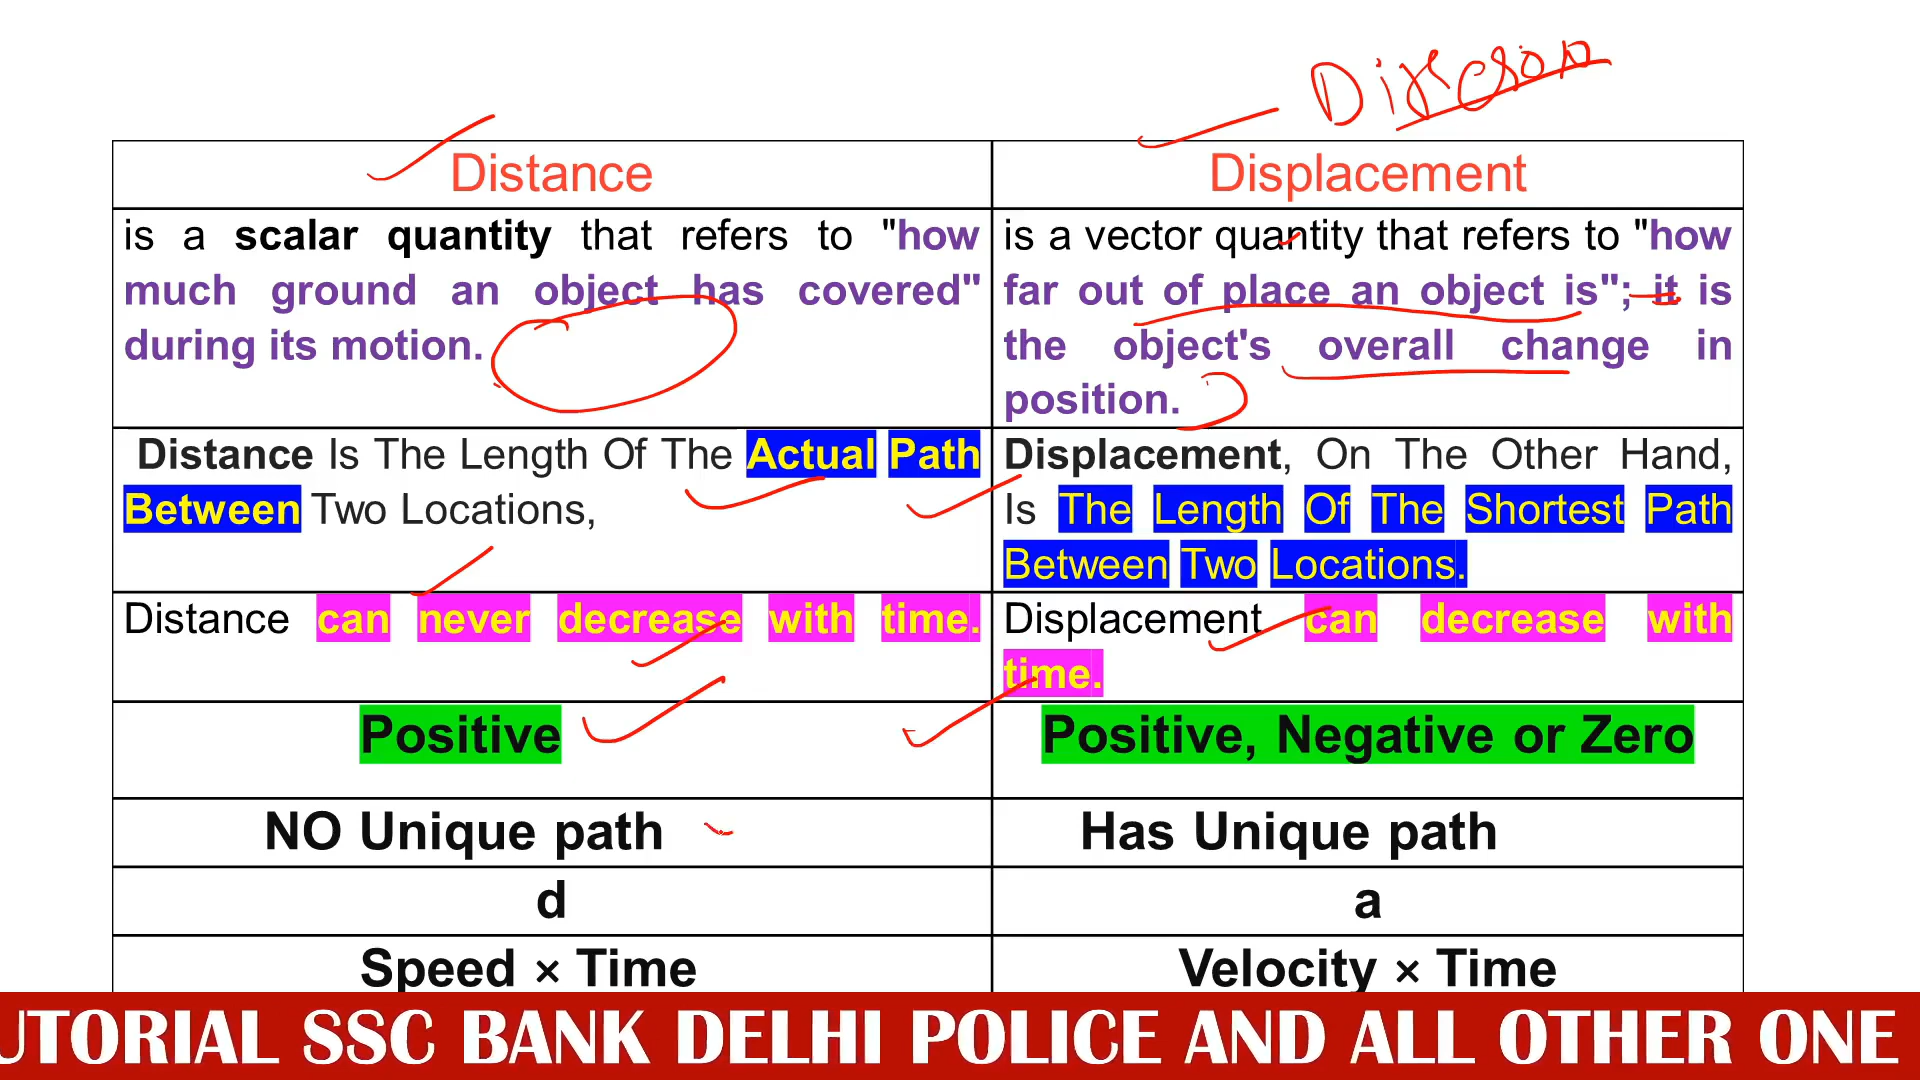 Direcson
Distance
Displacement
is a scalar quantity that refers to "how
much ground an object has covered"
during its motion.
is a vector quantity that refers to "how
far out of place an object is"; it is
the object's overall change in
position.
Distance Is The Length Of The Actual Path
Between Two Locations,
Displacement, On The Other Hand,
Is The Length Of The Shortest Path
Between Two Locations.
Distance can never decrease with time.
Displacement can decrease with
time.
Positive
Positive, Negative or Zero
NO Unique path
Has Unique path
d
a
Speed × Time
Velocity × Time
UTORIAL SSC BANK DELHI POLICE AND ALL OTHER ONE